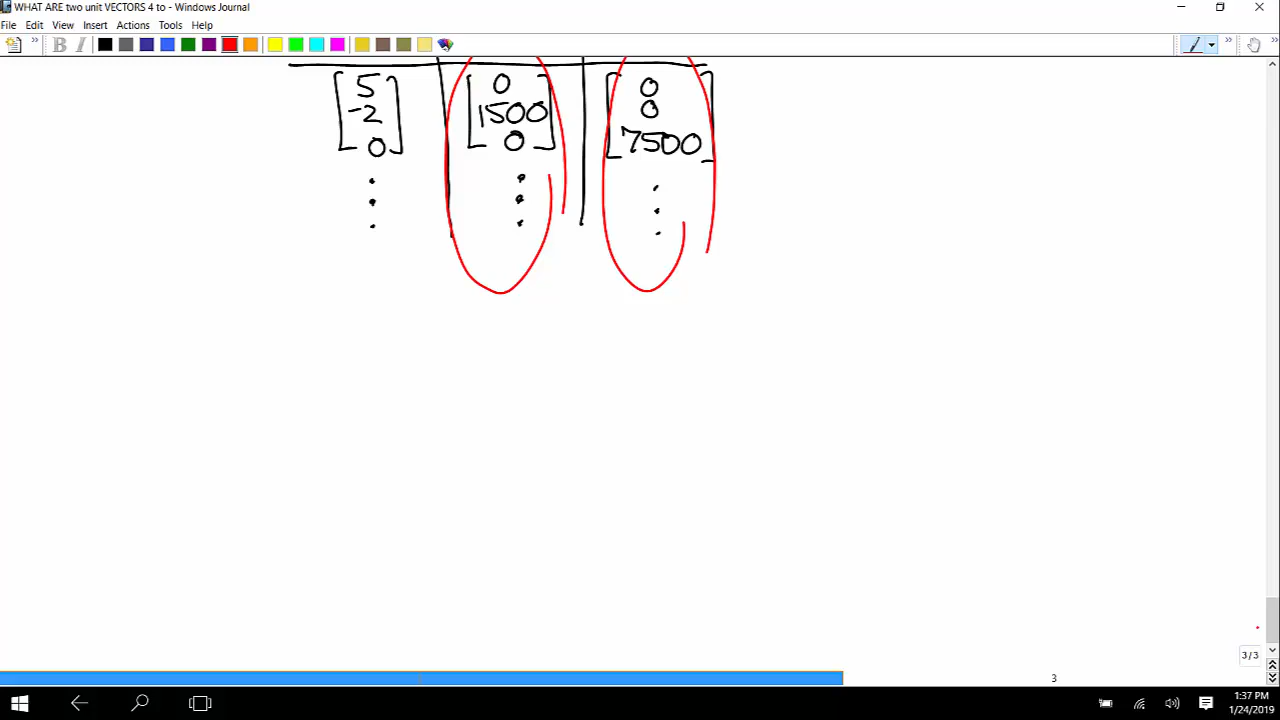 WHAT ARE two unit VECTORS 4 to - Windows Journal
File Edit View Insert Actions Tools Help
B I
5 0 0
-2 1500 0
0 0 7500
3/3
3
1:37 PM
1/24/2019